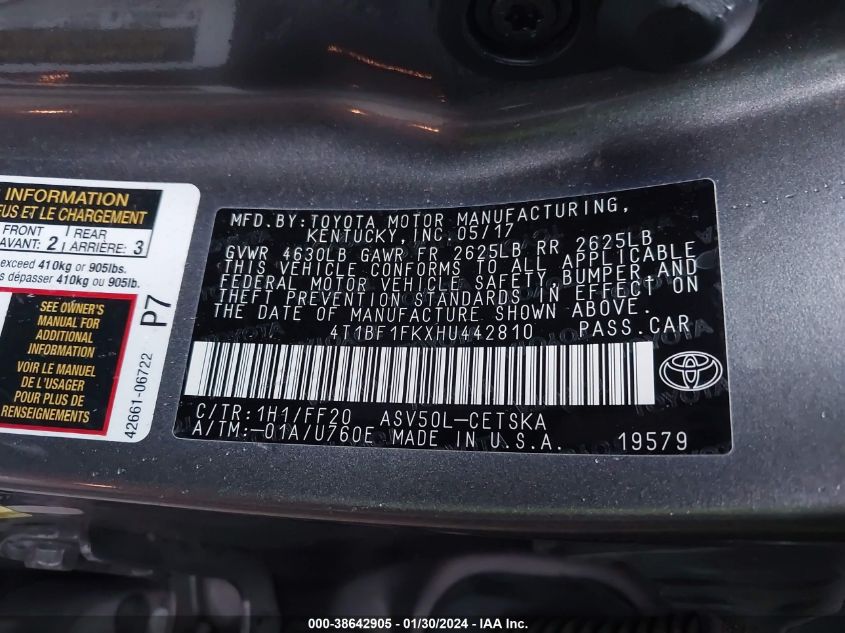 INFORMATION
US ET LE CHARGEMENT
FRONT
AVANT: 2
REAR
ARRIÈRE: 3
exceed 410kg or 905lbs.
dépasser 410kg ou 905lb.
SEE OWNER'S
MANUAL FOR
ADDITIONAL
INFORMATION
VOIR LE MANUEL
DE L'USAGER
POUR PLUS DE
RENSEIGNEMENTS
P7
42661-06722
MFD. BY: TOYOTA MOTOR MANUFACTURING,
KENTUCKY, INC. 05/17
GVWR 4630LB GAWR FR 2625LB RR 2625LB
THIS VEHICLE CONFORMS TO ALL APPLICABLE
FEDERAL MOTOR VEHICLE SAFETY, BUMPER, AND
THEFT PREVENTION STANDARDS IN EFFECT ON
THE DATE OF MANUFACTURE SHOWN ABOVE.
4T1BF1FKXHU442810 PASS. CAR
C/TR: 1H1/FF20 ASV50L-CETSKA
A/TM: -01A/U760E MADE IN U.S.A. 19579
000-38642905 - 01/30/2024 - IAA Inc.